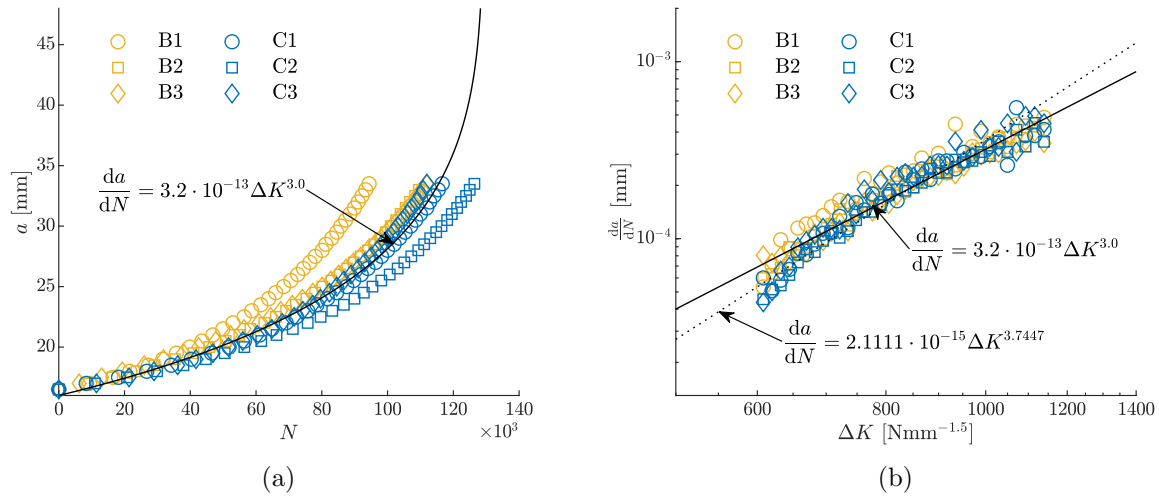 B1 C1
B2 C2
B3 C3
40
30
20
a [mm]
da/dN = 3.2 · 10^−13 ΔK^3.0
0 20 40 60 80 100 120 140
N
×10^3
(a)
B1 C1
B2 C2
B3 C3
10^−3
10^−4
da/dN [mm]
da/dN = 3.2 · 10^−13 ΔK^3.0
da/dN = 2.1111 · 10^−15 ΔK^3.7447
600 800 1000 1200 1400
ΔK [Nmm^−1.5]
(b)